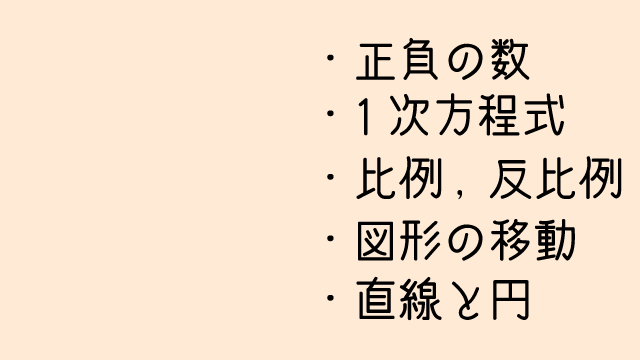 ・正負の数
・1次方程式
・比例,反比例
・図形の移動
・直線と円